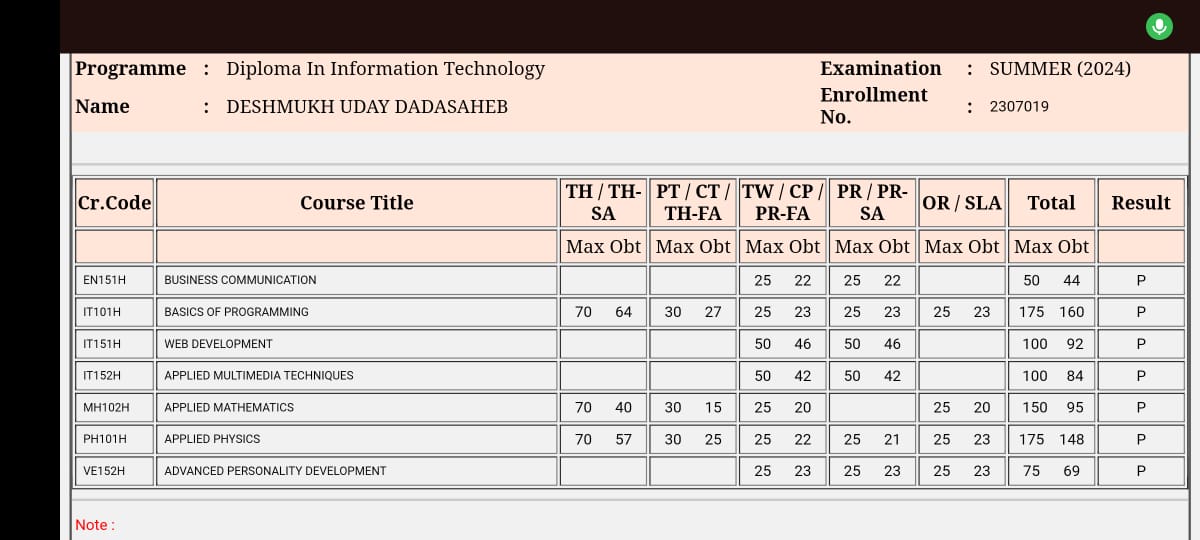 Programme : Diploma In Information Technology Examination : SUMMER (2024)
Name : DESHMUKH UDAY DADASAHEB Enrollment No. : 2307019
Cr.Code Course Title TH / TH-SA PT / CT / TH-FA TW / CP / PR-FA PR / PR-SA OR / SLA Total Result
Max Obt Max Obt Max Obt Max Obt Max Obt Max Obt
EN151H BUSINESS COMMUNICATION 25 22 25 22 50 44 P
IT101H BASICS OF PROGRAMMING 70 64 30 27 25 23 25 23 25 23 175 160 P
IT151H WEB DEVELOPMENT 50 46 50 46 100 92 P
IT152H APPLIED MULTIMEDIA TECHNIQUES 50 42 50 42 100 84 P
MH102H APPLIED MATHEMATICS 70 40 30 15 25 20 25 20 150 95 P
PH101H APPLIED PHYSICS 70 57 30 25 25 22 25 21 25 23 175 148 P
VE152H ADVANCED PERSONALITY DEVELOPMENT 25 23 25 23 25 23 75 69 P
Note :